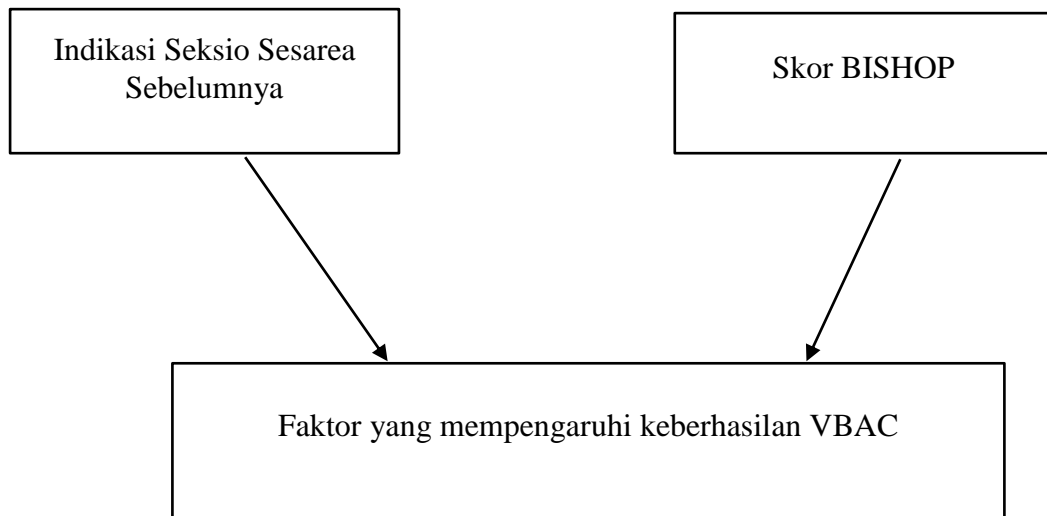 Indikasi Seksio Sesarea
Sebelumnya
Skor BISHOP
Faktor yang mempengaruhi keberhasilan VBAC